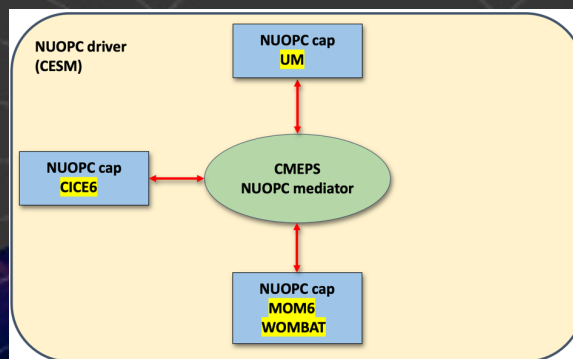 NUOPC driver
(CESM)
NUOPC cap
UM
NUOPC cap
CICE6
CMEPS
NUOPC mediator
NUOPC cap
MOM6
WOMBAT